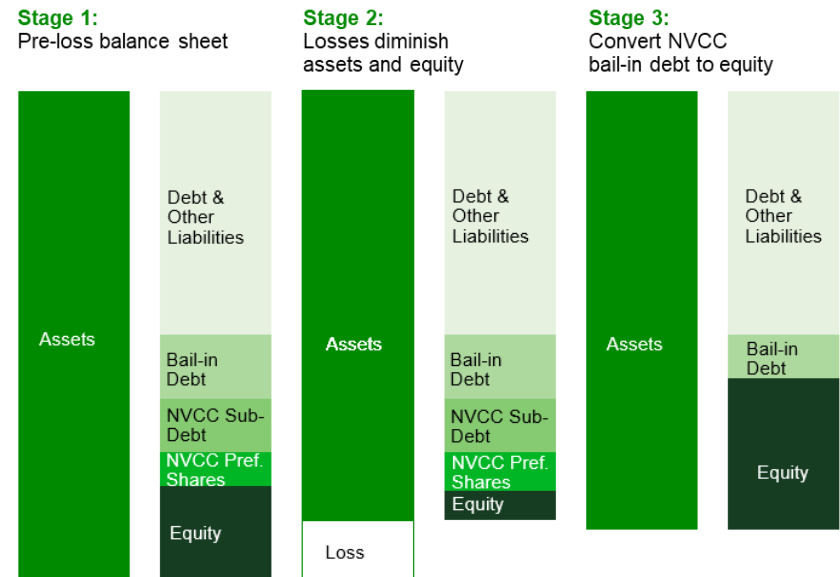 Stage 1:
Pre-loss balance sheet
Stage 2:
Losses diminish
assets and equity
Stage 3:
Convert NVCC
bail-in debt to equity
Assets
Debt &
Other
Liabilities
Bail-in
Debt
NVCC Sub-
Debt
NVCC Pref.
Shares
Equity
Assets
Loss
Debt &
Other
Liabilities
Bail-in
Debt
NVCC Sub-
Debt
NVCC Pref.
Shares
Equity
Assets
Debt &
Other
Liabilities
Bail-in
Debt
Equity